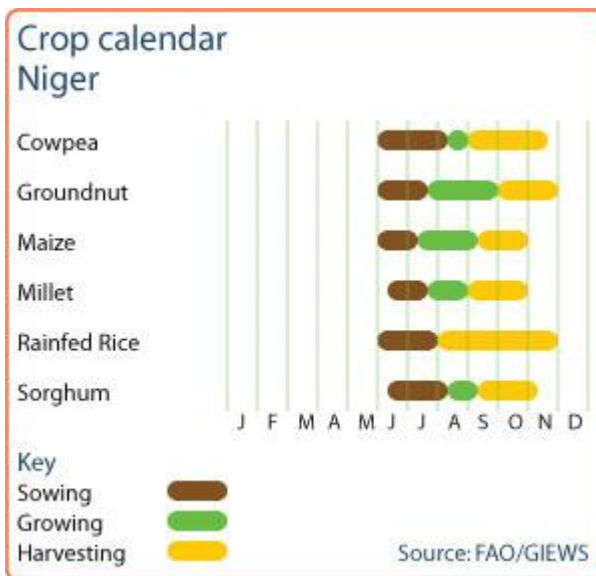 Crop calendar
Niger
Cowpea
Groundnut
Maize
Millet
Rainfed Rice
Sorghum
J F M A M J J A S O N D
Key
Sowing
Growing
Harvesting
Source: FAO/GIEWS